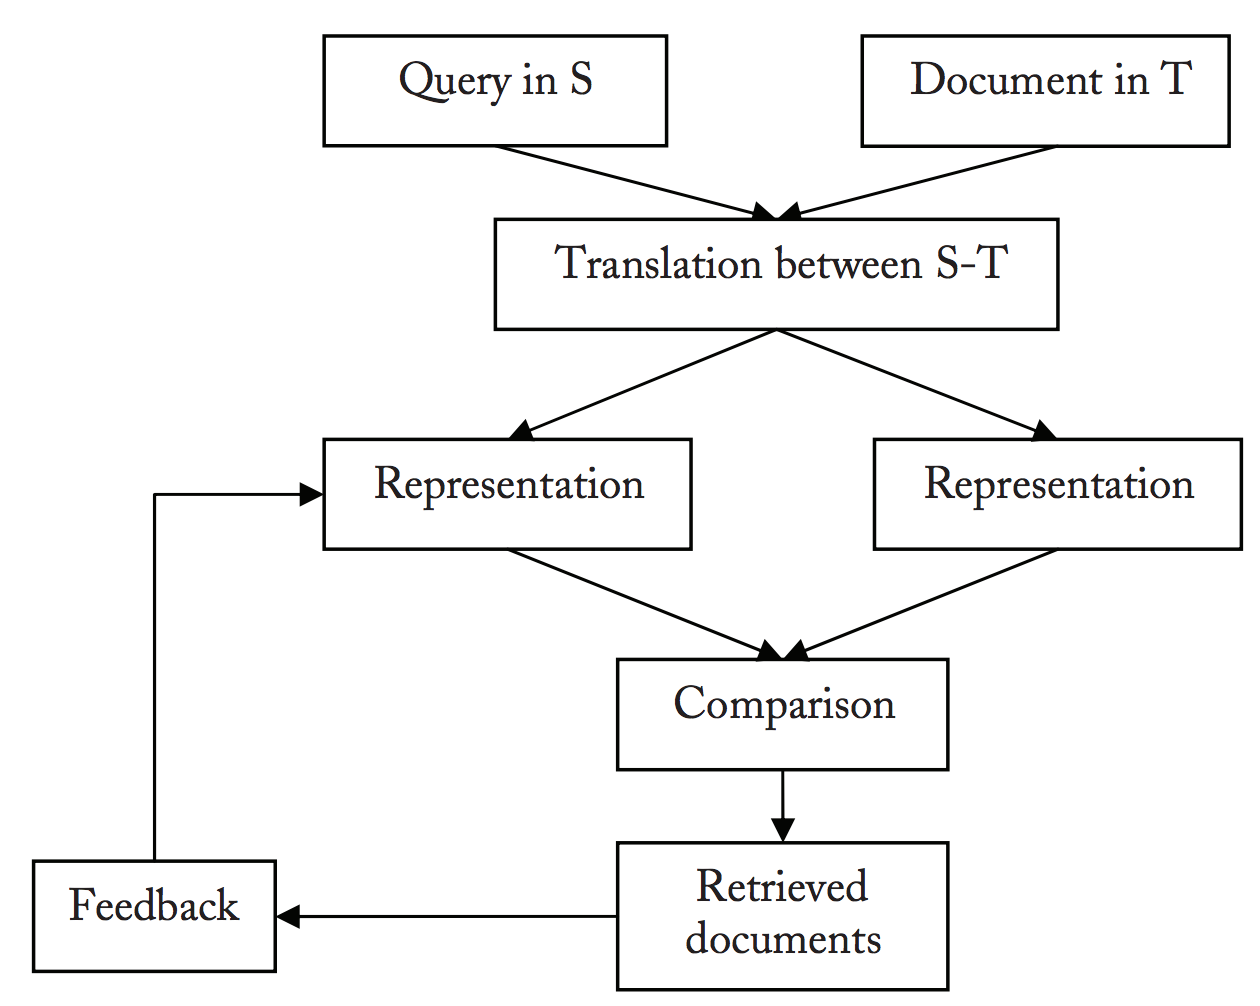 Query in S
Document in T
Translation between S-T
Representation
Representation
Comparison
Retrieved
documents
Feedback